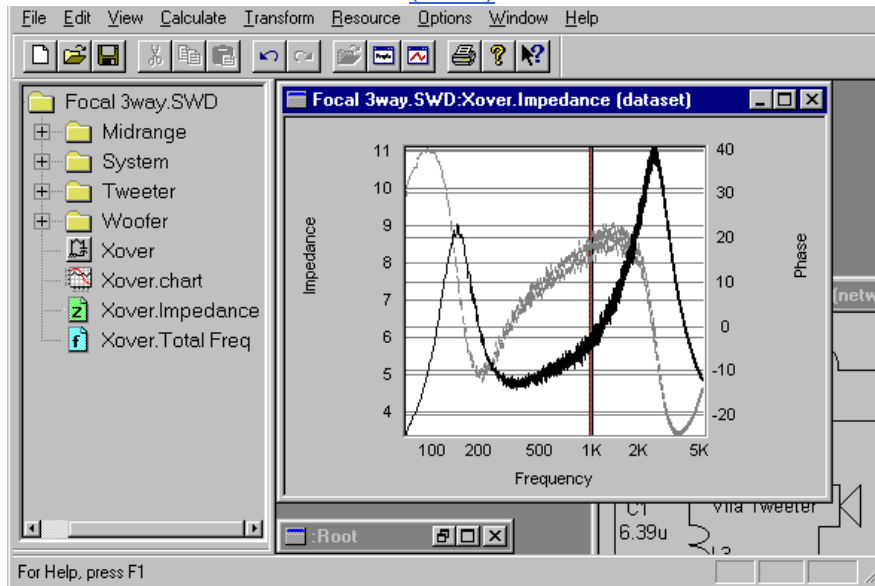 File Edit View Calculate Transform Resource Options Window Help
Focal 3way.SWD
Midrange
System
Tweeter
Woofer
Xover
Xover.chart
Xover.Impedance
Xover.Total Freq
Focal 3way.SWD:Xover.Impedance (dataset)
Impedance
11
10
9
8
7
6
5
4
40
30
20
10
0
-10
-20
Phase
100 200 500 1K 2K 5K
Frequency
(netw
C1
6.39u
Vifa Tweeter
L3
:Root
For Help, press F1